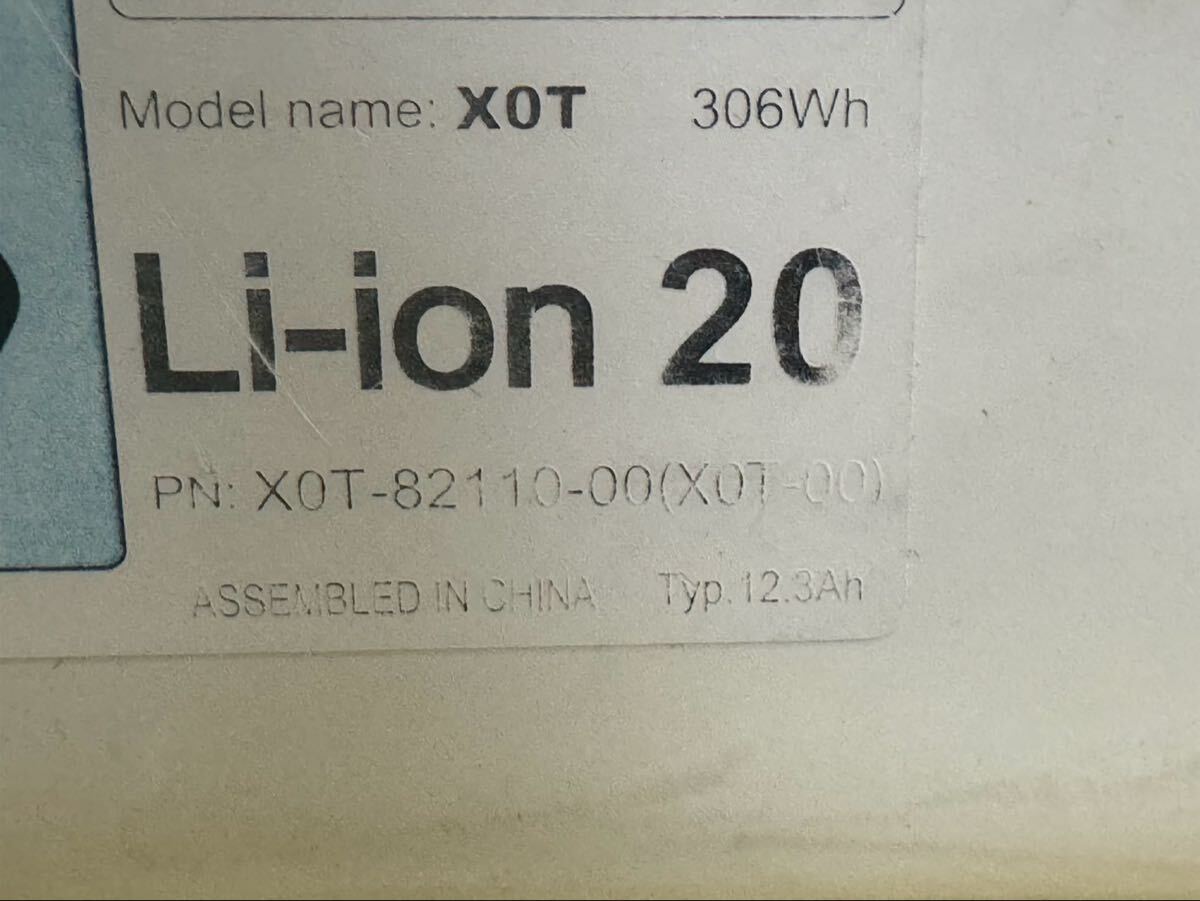 Model name: X0T 306Wh
Li-ion 20
PN: X0T-82110-00(X0T-00)
ASSEMBLED IN CHINA Typ.12.3Ah